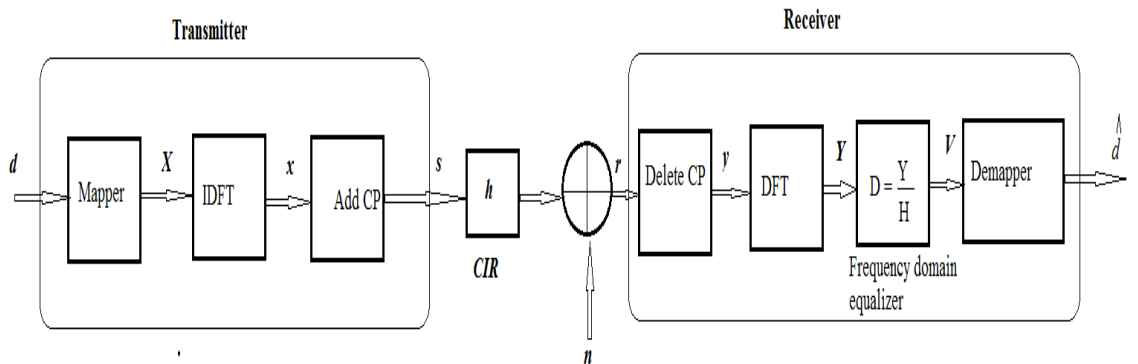 Transmitter
Receiver
d
Mapper
X
IDFT
x
Add CP
s
h
CIR
n
r
Delete CP
y
DFT
Y
D = Y / H
Frequency domain
equalizer
V
Demapper
^
d